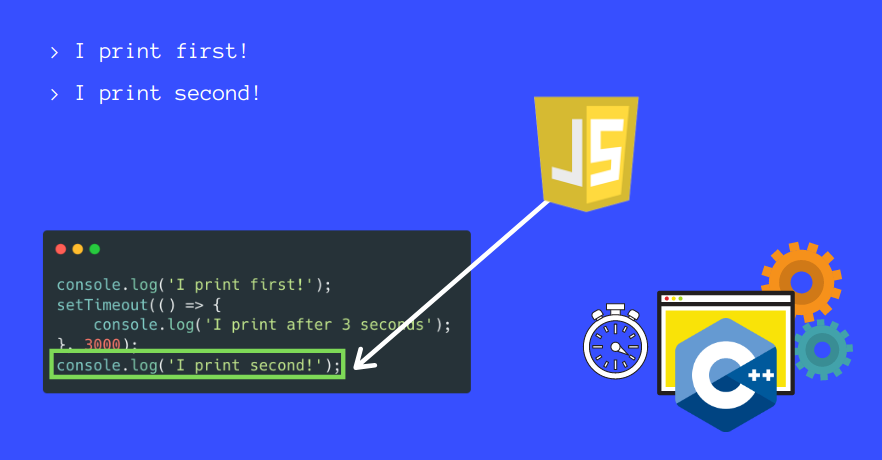 > I print first!
> I print second!
JS
console.log('I print first!');
setTimeout(() => {
    console.log('I print after 3 seconds');
}, 3000);
console.log('I print second!');
C++